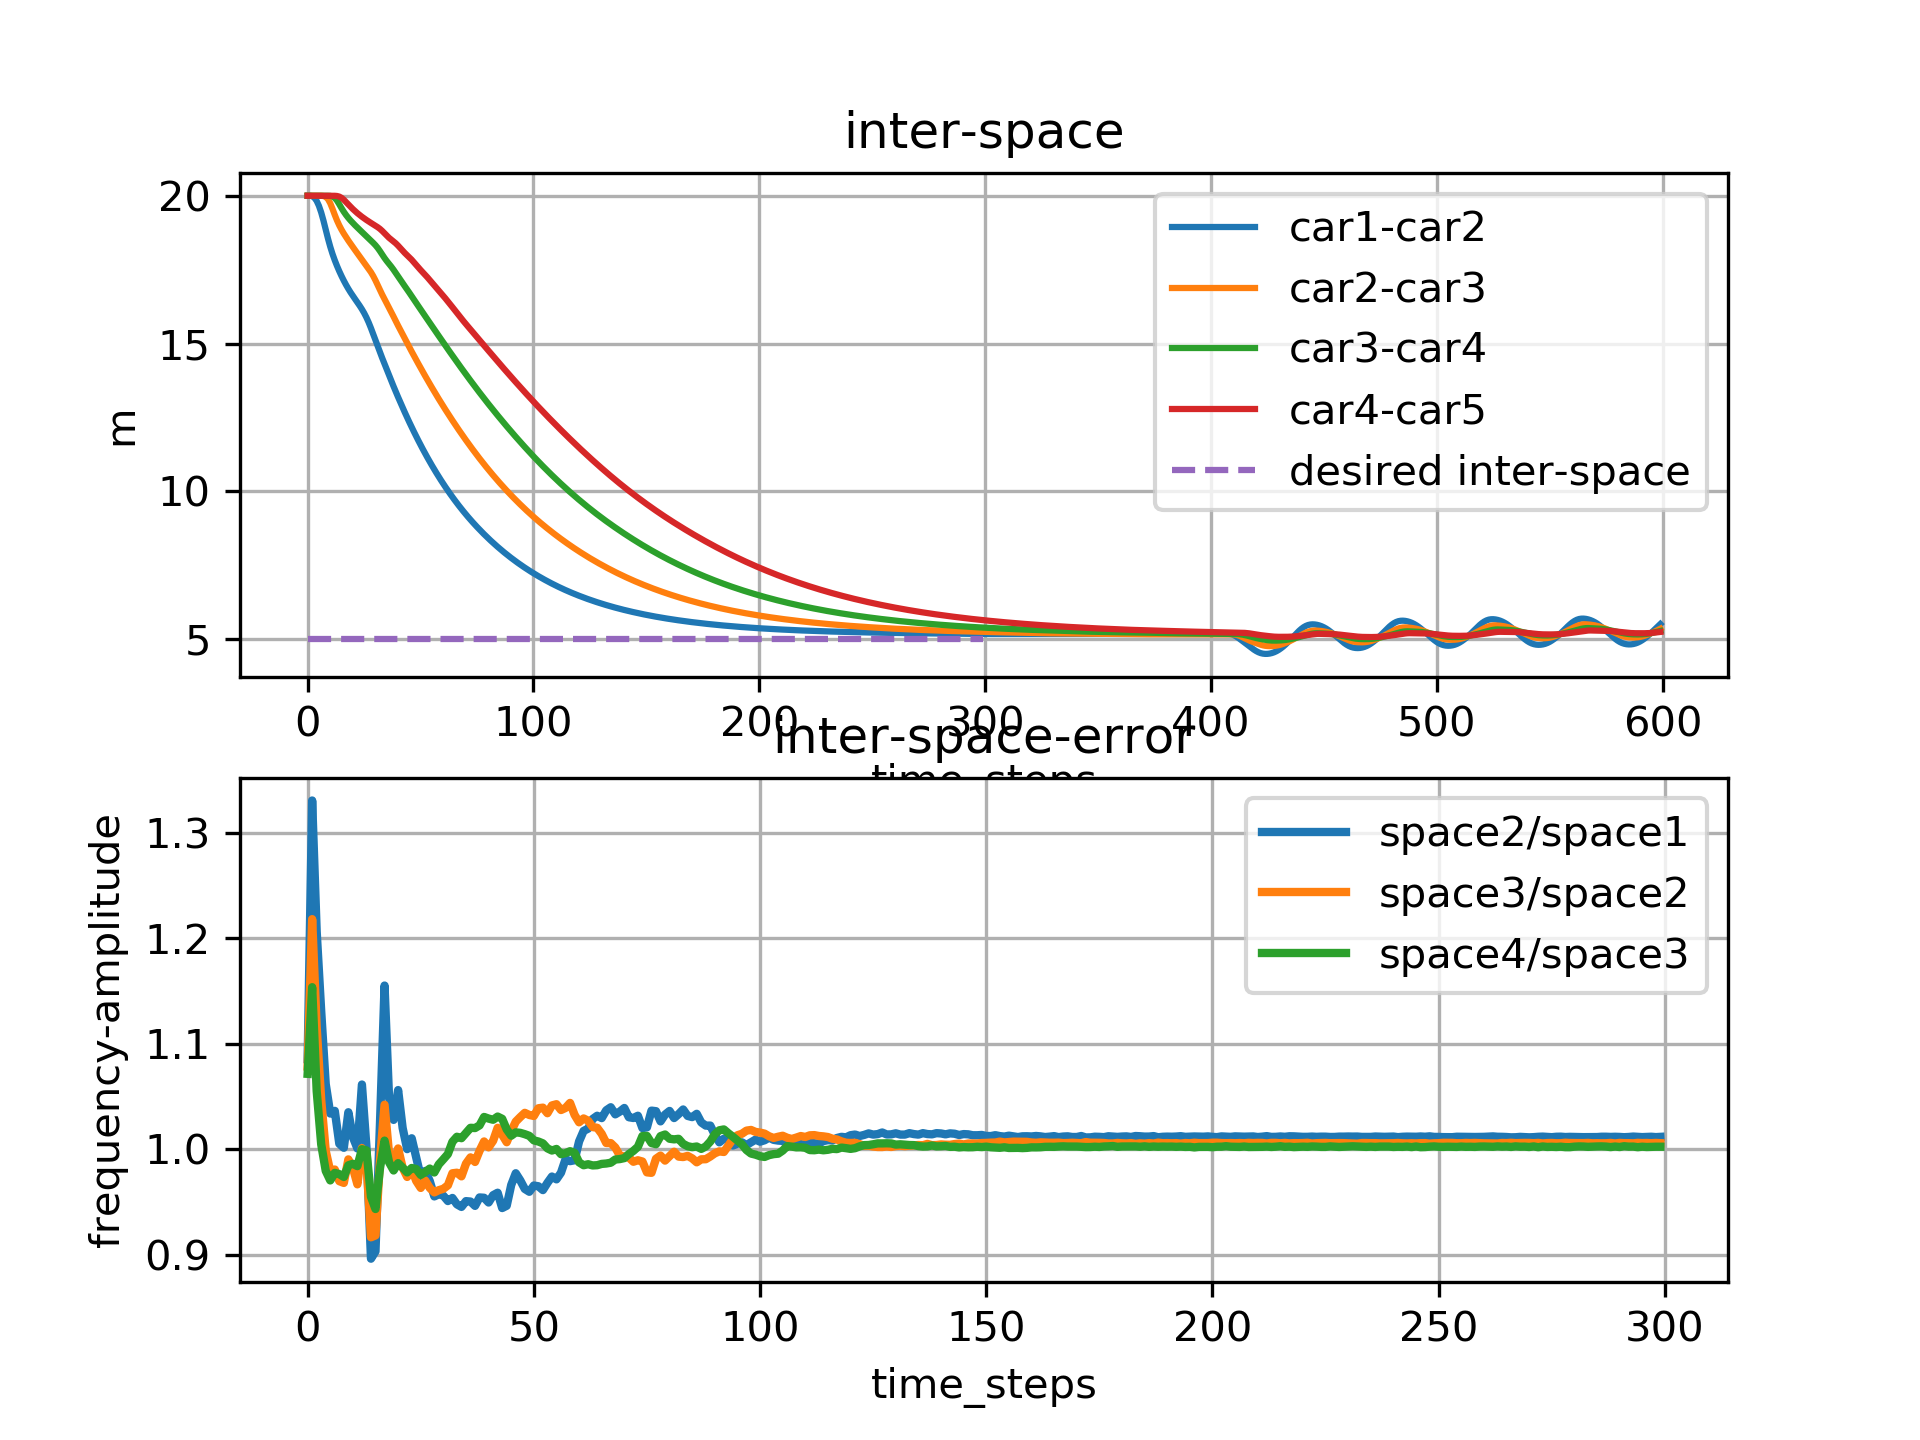 inter-space
m
20
15
10
5
car1-car2
car2-car3
car3-car4
car4-car5
desired inter-space
0 100 200 300 400 500 600
time_steps
inter-space-error
frequency-amplitude
1.3
1.2
1.1
1.0
0.9
space2/space1
space3/space2
space4/space3
0 50 100 150 200 250 300
time_steps